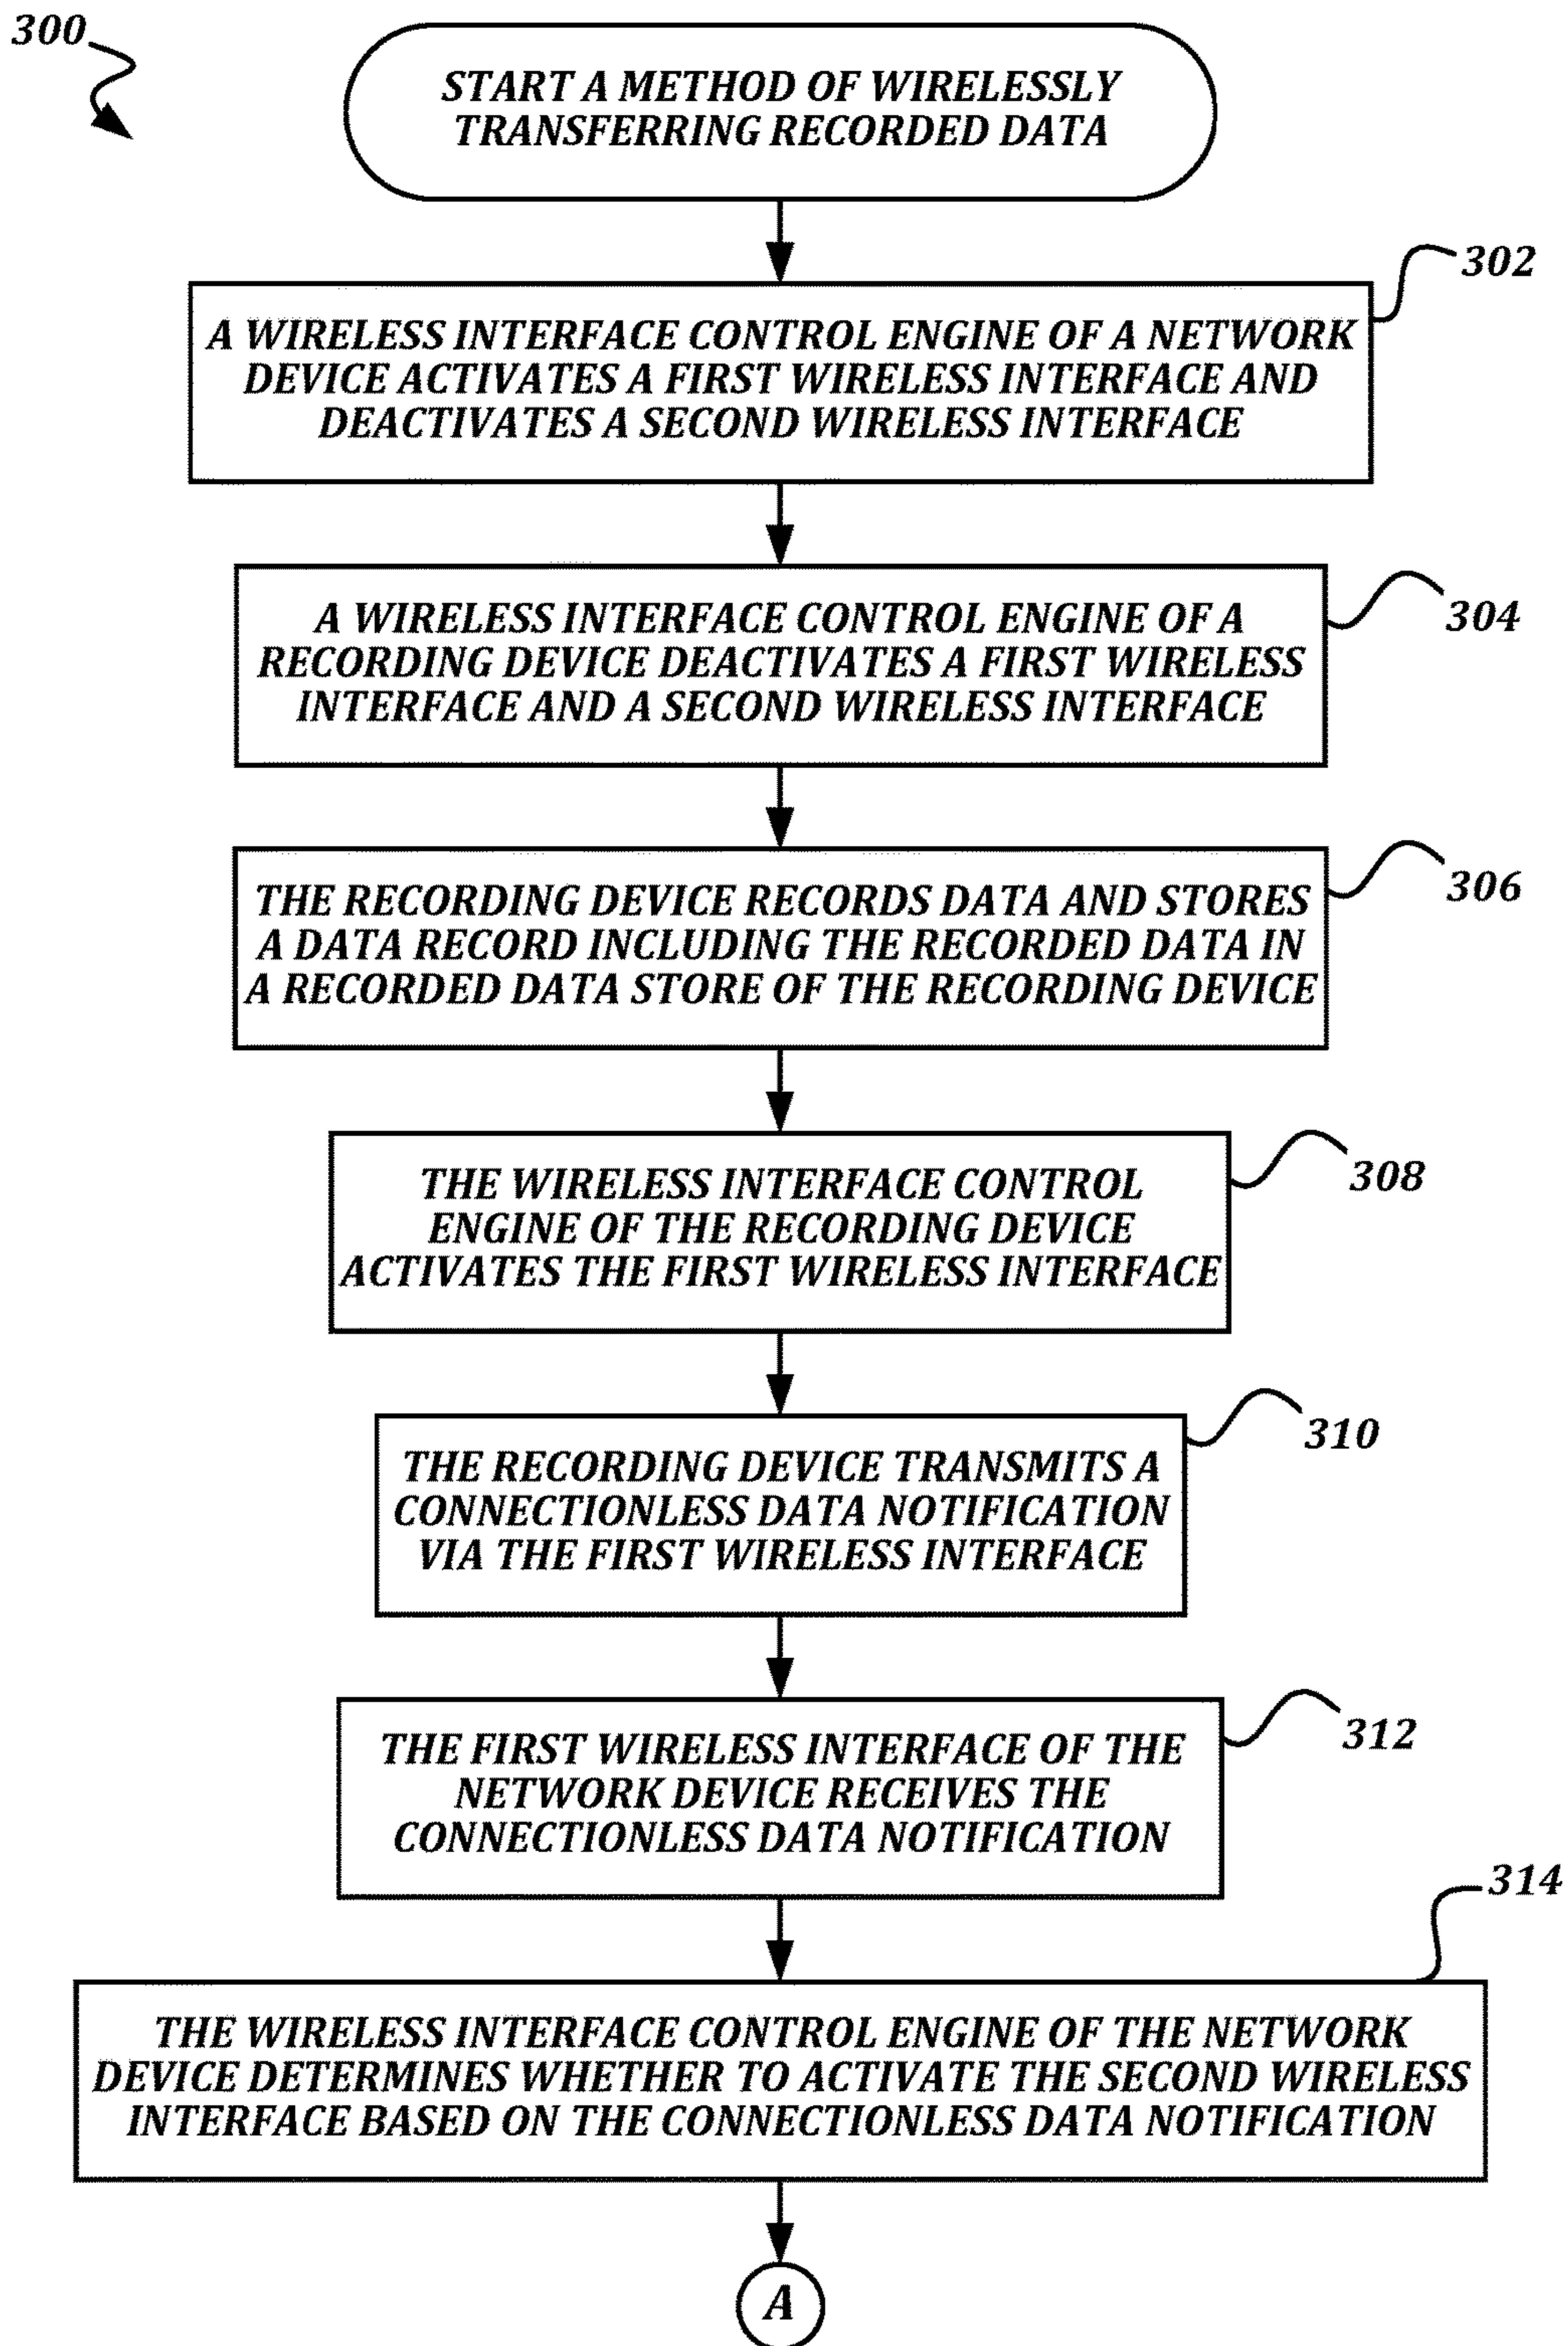 300
START A METHOD OF WIRELESSLY
TRANSFERRING RECORDED DATA
302
A WIRELESS INTERFACE CONTROL ENGINE OF A NETWORK
DEVICE ACTIVATES A FIRST WIRELESS INTERFACE AND
DEACTIVATES A SECOND WIRELESS INTERFACE
304
A WIRELESS INTERFACE CONTROL ENGINE OF A
RECORDING DEVICE DEACTIVATES A FIRST WIRELESS
INTERFACE AND A SECOND WIRELESS INTERFACE
306
THE RECORDING DEVICE RECORDS DATA AND STORES
A DATA RECORD INCLUDING THE RECORDED DATA IN
A RECORDED DATA STORE OF THE RECORDING DEVICE
308
THE WIRELESS INTERFACE CONTROL
ENGINE OF THE RECORDING DEVICE
ACTIVATES THE FIRST WIRELESS INTERFACE
310
THE RECORDING DEVICE TRANSMITS A
CONNECTIONLESS DATA NOTIFICATION
VIA THE FIRST WIRELESS INTERFACE
312
THE FIRST WIRELESS INTERFACE OF THE
NETWORK DEVICE RECEIVES THE
CONNECTIONLESS DATA NOTIFICATION
314
THE WIRELESS INTERFACE CONTROL ENGINE OF THE NETWORK
DEVICE DETERMINES WHETHER TO ACTIVATE THE SECOND WIRELESS
INTERFACE BASED ON THE CONNECTIONLESS DATA NOTIFICATION
A